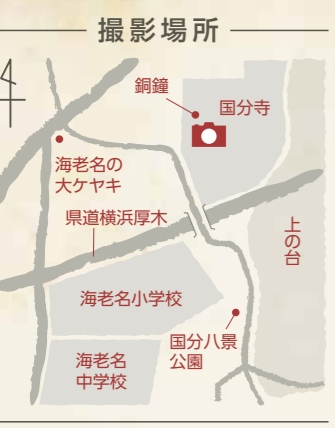 撮影場所
銅鐘
国分寺
海老名の
大ケヤキ
県道横浜厚木
上の台
海老名小学校
国分八景
公園
海老名
中学校